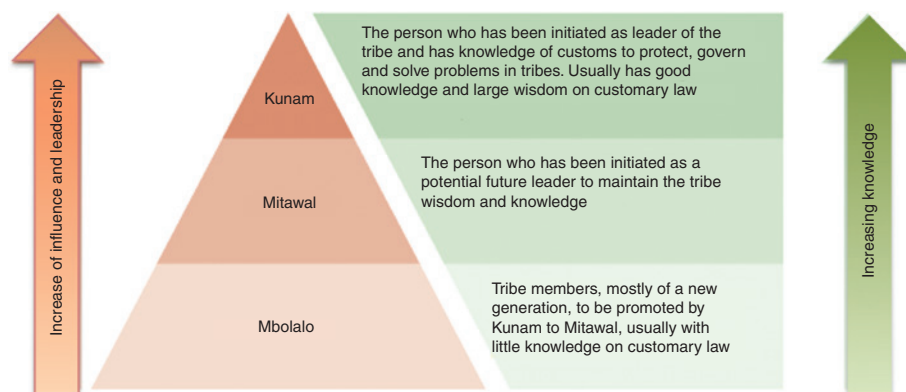 Increase of influence and leadership
Kunam
The person who has been initiated as leader of the
tribe and has knowledge of customs to protect, govern
and solve problems in tribes. Usually has good
knowledge and large wisdom on customary law
Mitawal
The person who has been initiated as a
potential future leader to maintain the tribe
wisdom and knowledge
Mbolalo
Tribe members, mostly of a new
generation, to be promoted by
Kunam to Mitawal, usually with
little knowledge on customary law
Increasing knowledge